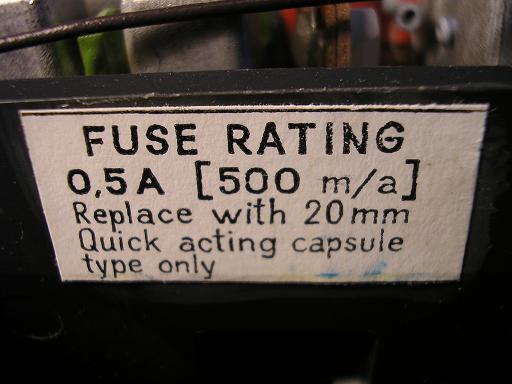 FUSE RATING
0,5A [500 m/a]
Replace with 20mm
Quick acting capsule
type only